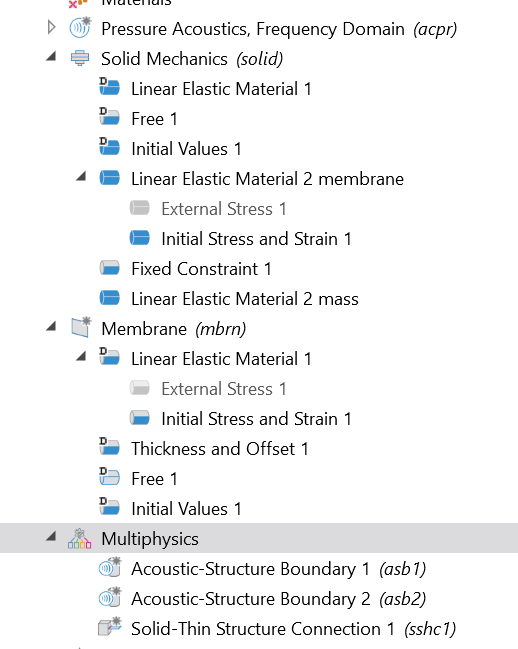 Materials
Pressure Acoustics, Frequency Domain (acpr)
Solid Mechanics (solid)
D Linear Elastic Material 1
D Free 1
D Initial Values 1
Linear Elastic Material 2 membrane
External Stress 1
Initial Stress and Strain 1
Fixed Constraint 1
Linear Elastic Material 2 mass
Membrane (mbrn)
D Linear Elastic Material 1
External Stress 1
Initial Stress and Strain 1
D Thickness and Offset 1
D Free 1
D Initial Values 1
Multiphysics
Acoustic-Structure Boundary 1 (asb1)
Acoustic-Structure Boundary 2 (asb2)
Solid-Thin Structure Connection 1 (sshc1)